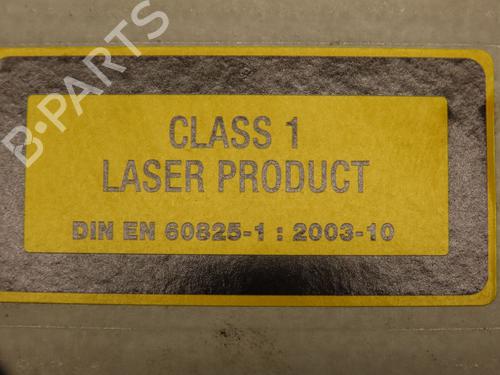 B-PARTS
CLASS 1
LASER PRODUCT
DIN EN 60825-1 : 2003-10